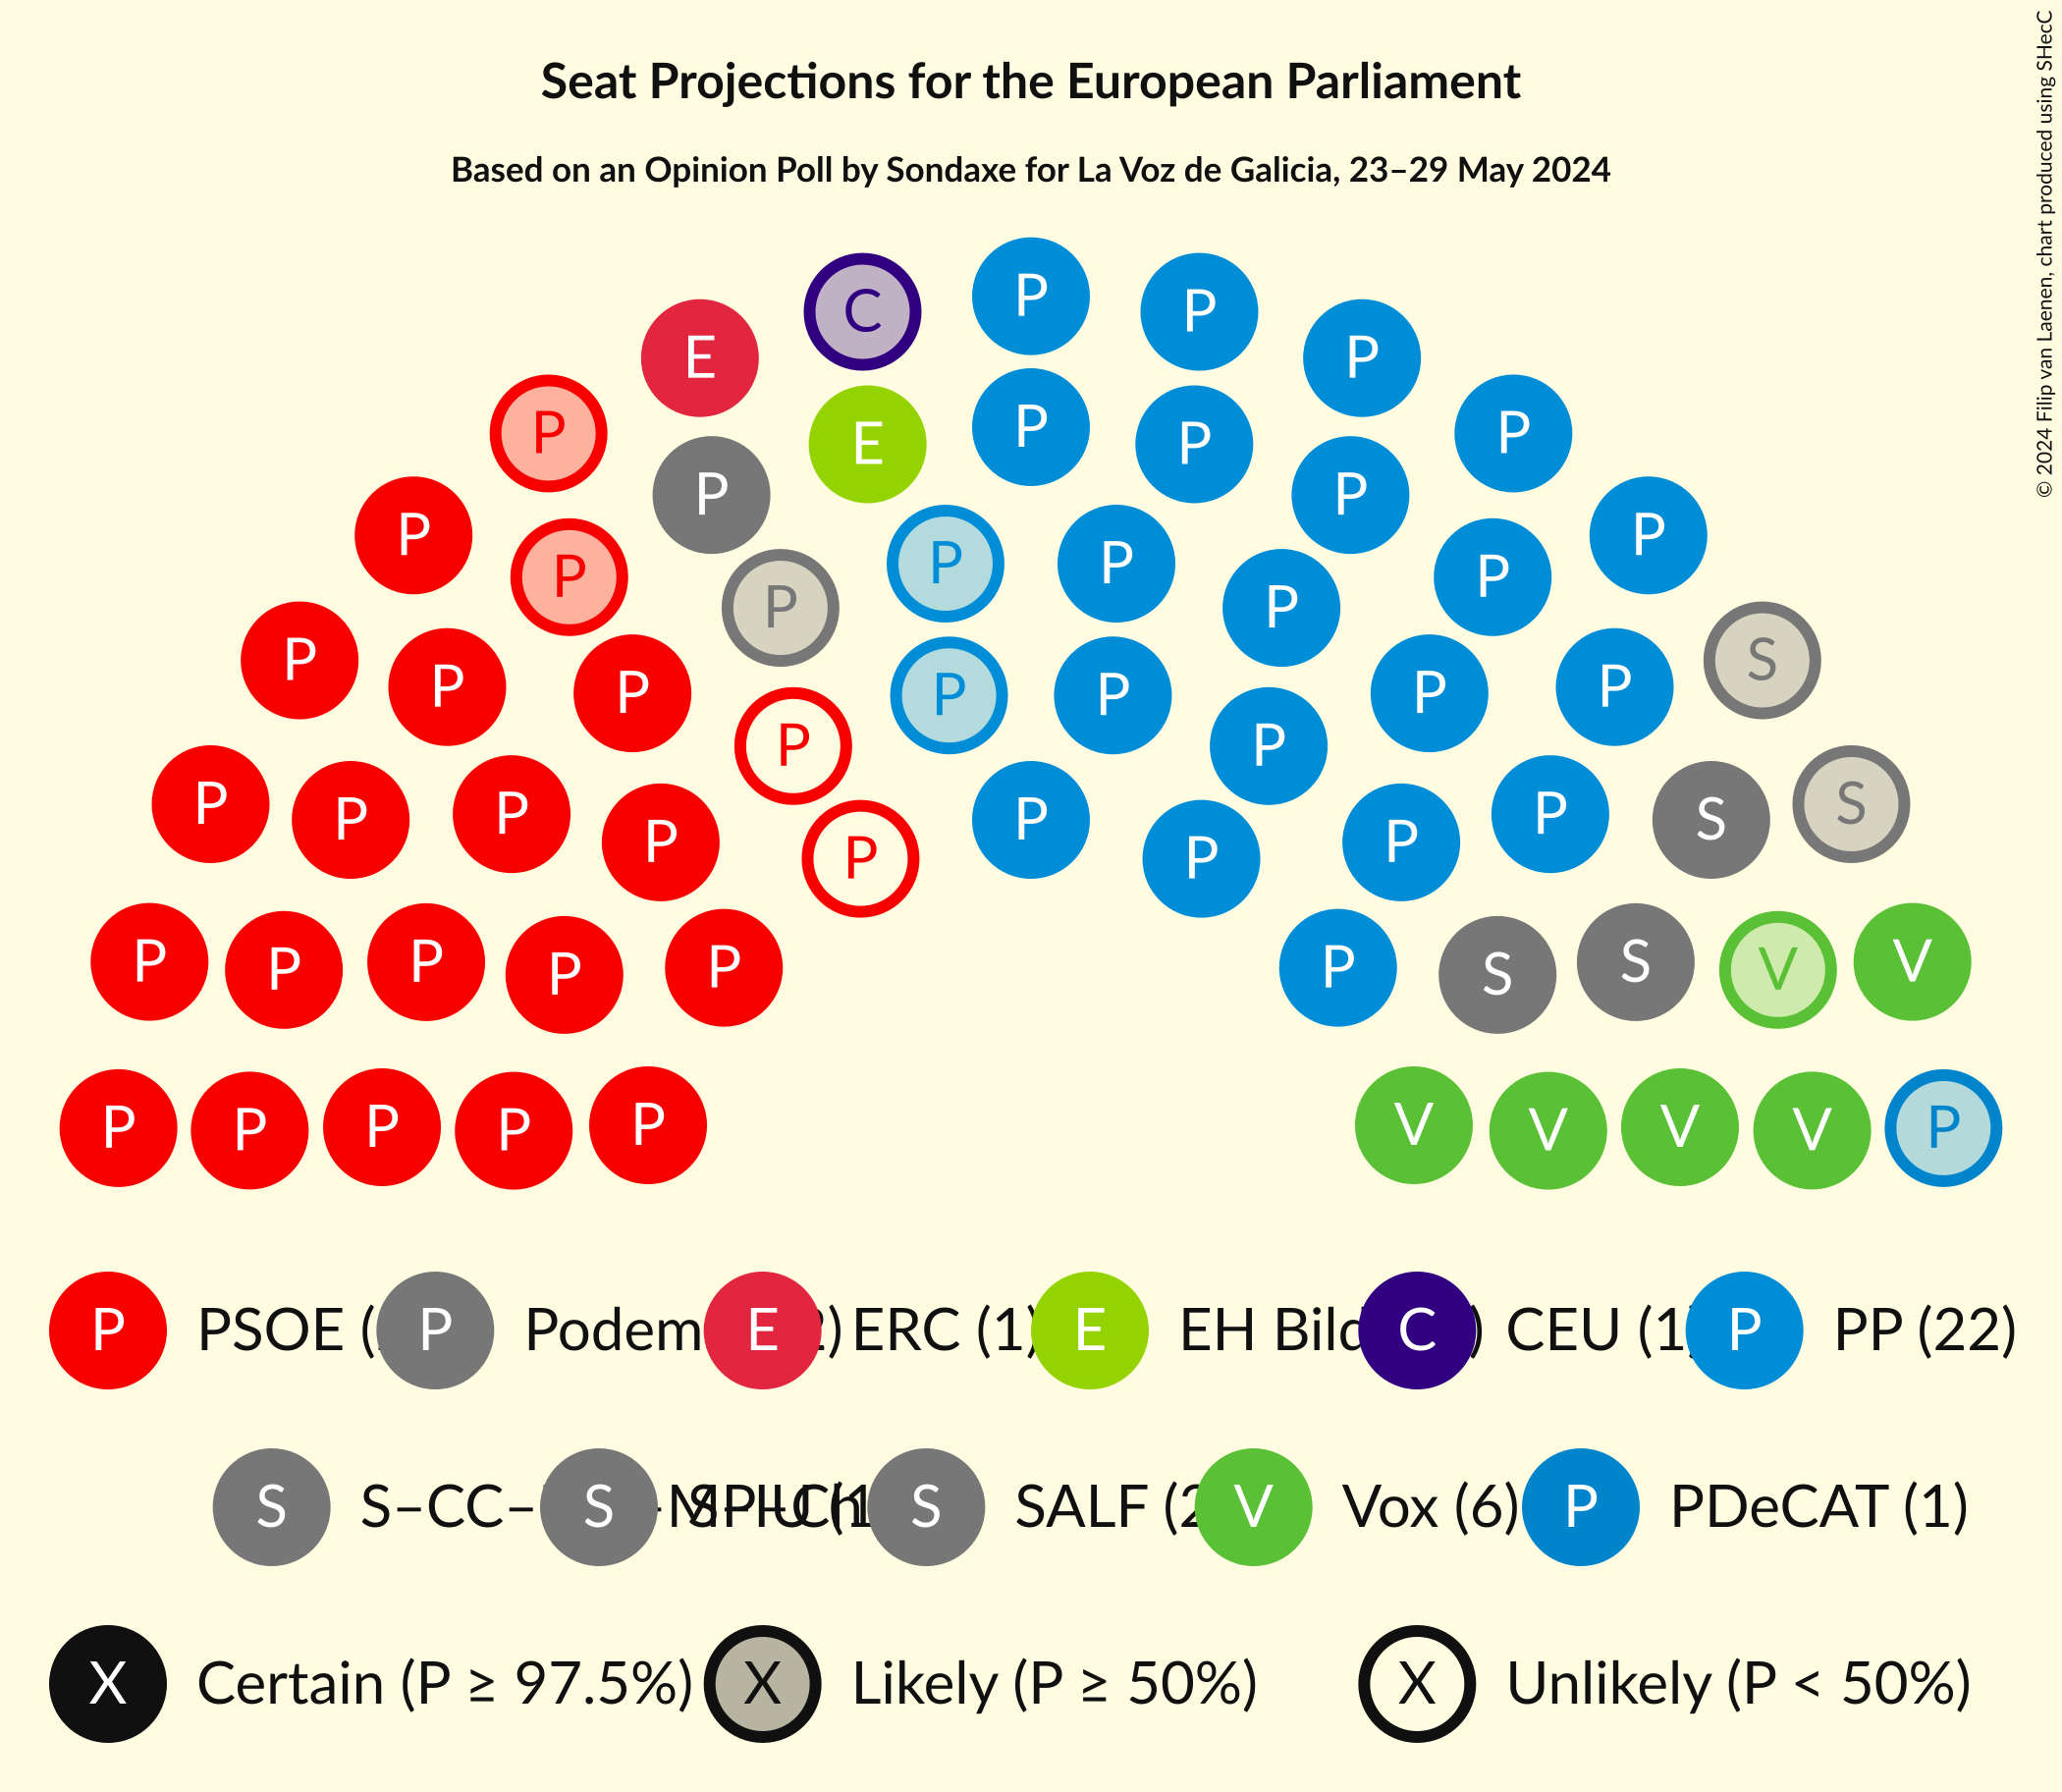 Seat Projections for the European Parliament
Based on an Opinion Poll by Sondaxe for La Voz de Galicia, 23–29 May 2024
© 2024 Filip van Laenen, chart produced using SHecC
C P P
E P
P E P P P
P P
P P P P
P P P P
P P P P P P P S
P P
P P P P P P P P P S S
P P P P P P S S V V
P P P P P V V V V P
P PSOE ( P Podem E ERC (1) E EH Bild C CEU (1) P PP (22)
S S–CC– S S SALF (2 V Vox (6) P PDeCAT (1)
X Certain (P ≥ 97.5%) X Likely (P ≥ 50%) X Unlikely (P < 50%)